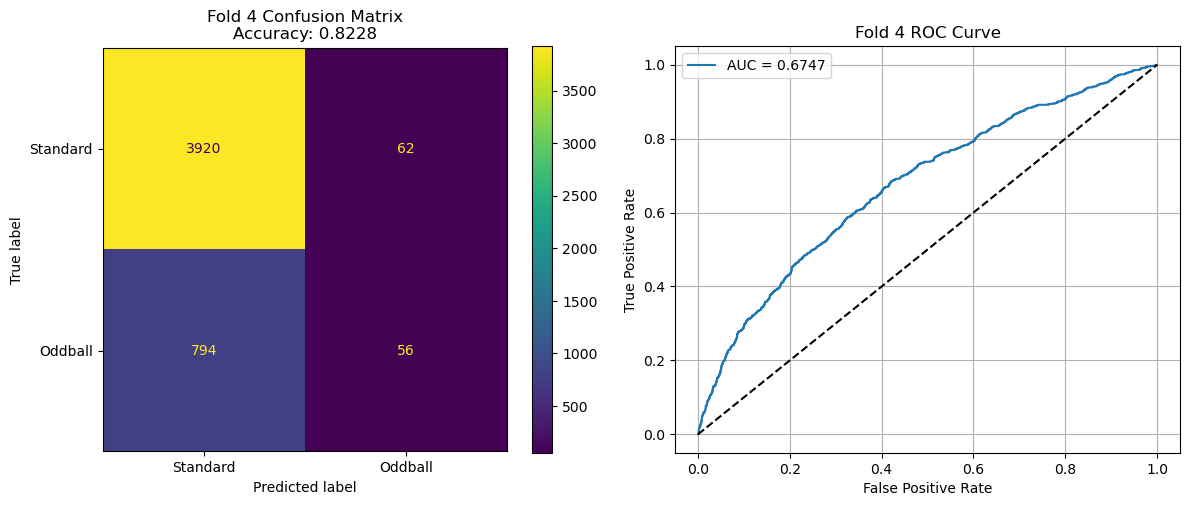 Fold 4 Confusion Matrix
Accuracy: 0.8228
Standard
Oddball
True label
3920
62
794
56
Standard
Oddball
Predicted label
3500
3000
2500
2000
1500
1000
500
Fold 4 ROC Curve
AUC = 0.6747
True Positive Rate
1.0
0.8
0.6
0.4
0.2
0.0
0.0
0.2
0.4
0.6
0.8
1.0
False Positive Rate